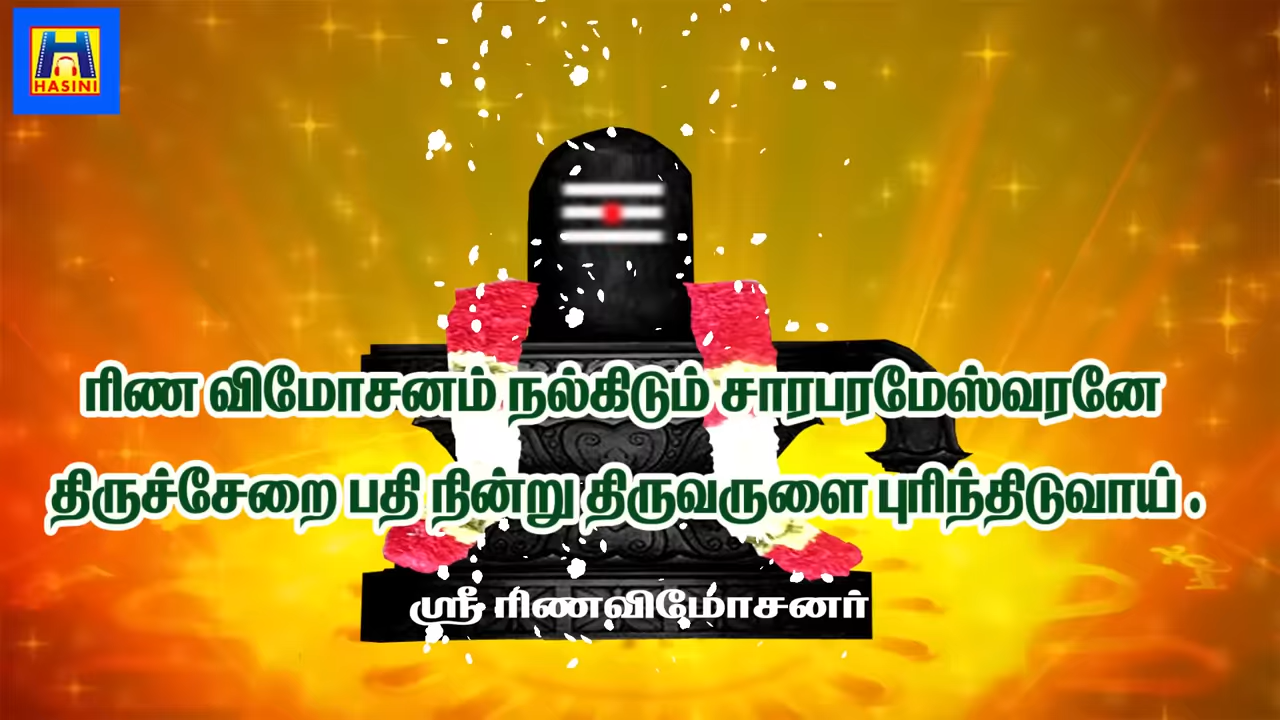 HASINI
ரிண விமோசனம் நல்கிடும் சாரபரமேஸ்வரனே
திருச்சேறை பதி நின்று திருவருளை புரிந்திடுவாய் .
ஸ்ரீ ரிணவிமோசனர்